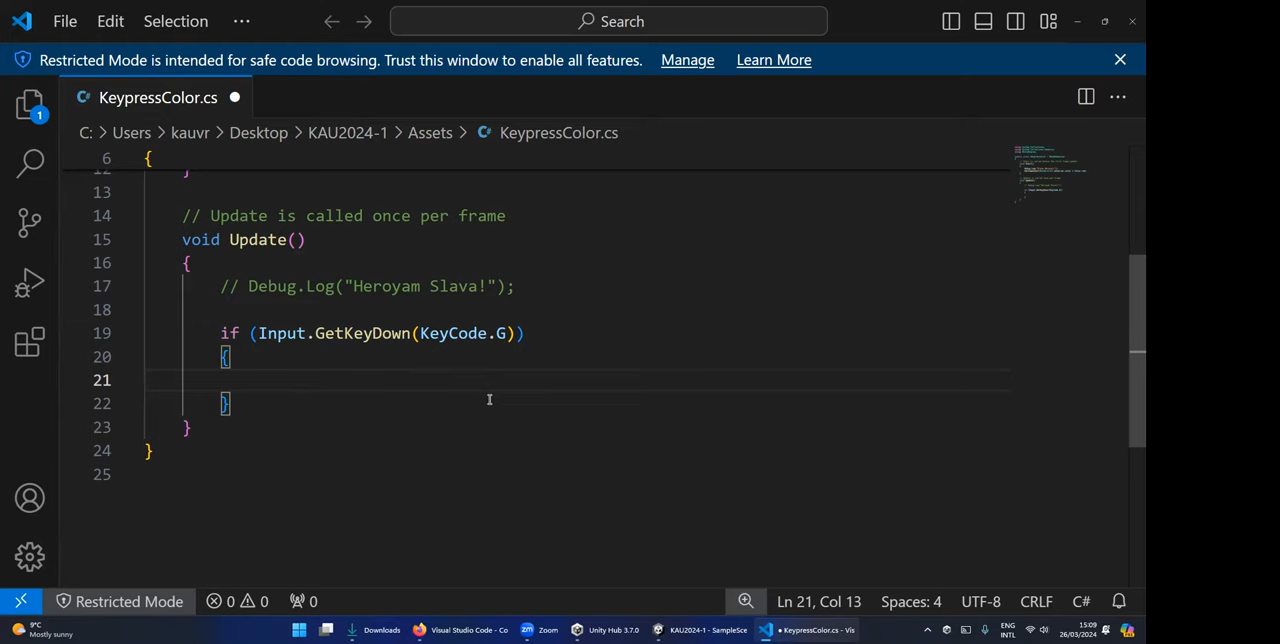 File Edit Selection ··· Search
Restricted Mode is intended for safe code browsing. Trust this window to enable all features. Manage Learn More
1
KeypressColor.cs
C: > Users > kauvr > Desktop > KAU2024-1 > Assets > KeypressColor.cs
6 {
12 }
13
14 // Update is called once per frame
15 void Update()
16 {
17 // Debug.Log("Heroyam Slava!");
18
19 if (Input.GetKeyDown(KeyCode.G))
20 {
21
22 }
23 }
24 }
25
Restricted Mode 0 0 0 Ln 21, Col 13 Spaces: 4 UTF-8 CRLF C#
9°C
Mostly sunny
Downloads Visual Studio Code - Co Zoom Unity Hub 3.7.0 KAU2024-1 - SampleSce • KeypressColor.cs - Vis
ENG
INTL
15:09
26/03/2024